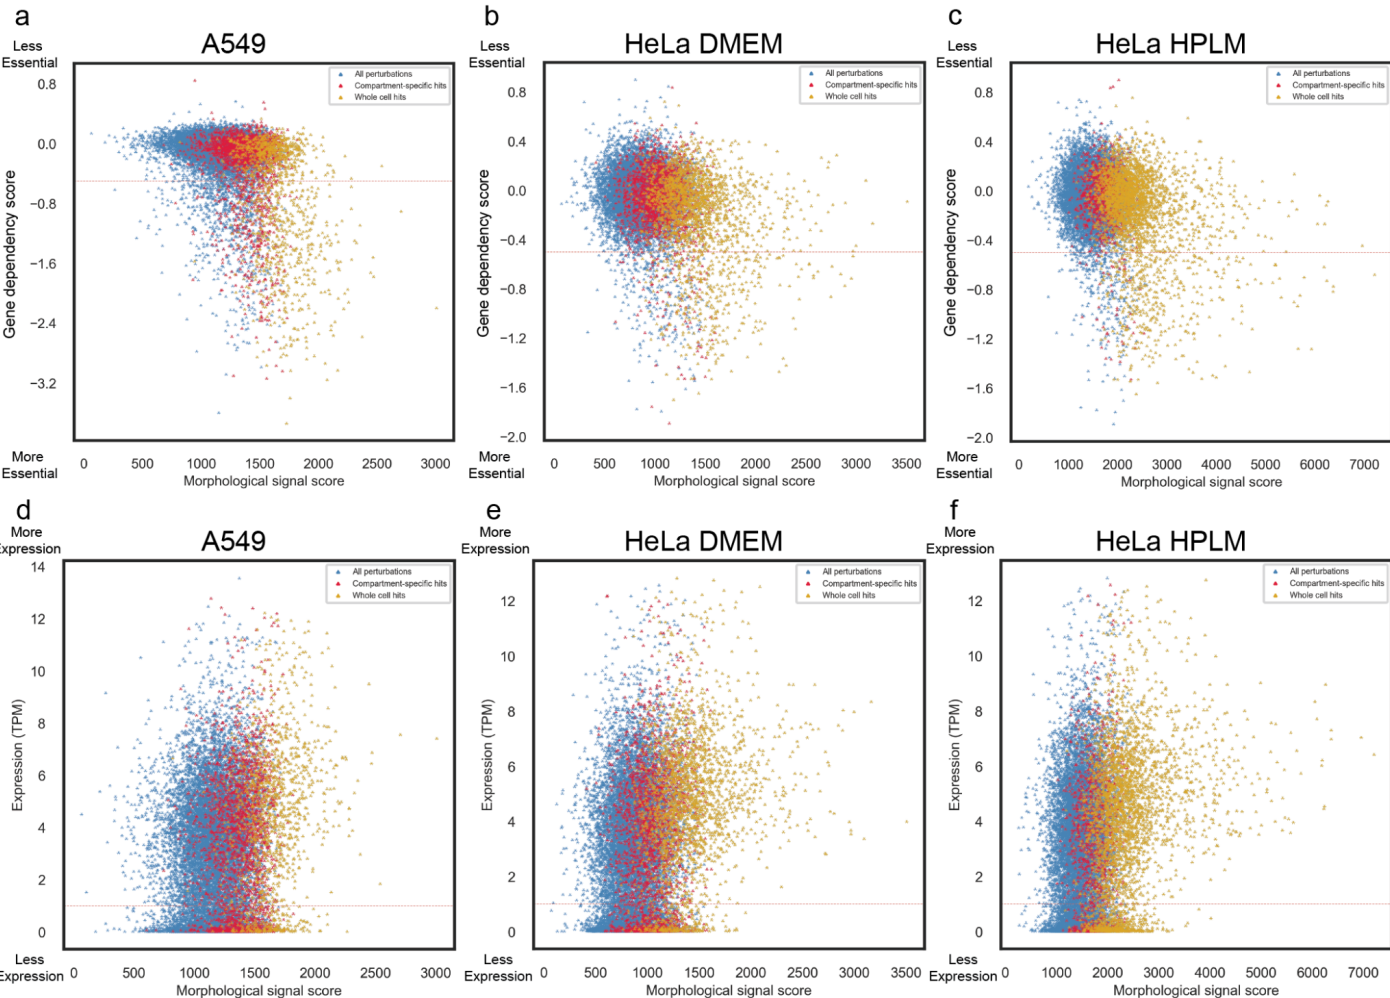 a
A549
Less
Essential
All perturbations
Compartment-specific hits
Whole cell hits
0.8
0.0
−0.8
−1.6
−2.4
−3.2
Gene dependency score
More
Essential
0 500 1000 1500 2000 2500 3000
Morphological signal score
b
HeLa DMEM
Less
Essential
All perturbations
Compartment-specific hits
Whole cell hits
0.8
0.4
0.0
−0.4
−0.8
−1.2
−1.6
−2.0
Gene dependency score
More
Essential
0 500 1000 1500 2000 2500 3000 3500
Morphological signal score
c
HeLa HPLM
Less
Essential
All perturbations
Compartment-specific hits
Whole cell hits
0.8
0.4
0.0
−0.4
−0.8
−1.2
−1.6
−2.0
Gene dependency score
More
Essential
0 1000 2000 3000 4000 5000 6000 7000
Morphological signal score
d
A549
More
Expression
All perturbations
Compartment-specific hits
Whole cell hits
14
12
10
8
6
4
2
0
Expression (TPM)
Less
Expression
0 500 1000 1500 2000 2500 3000
Morphological signal score
e
HeLa DMEM
More
Expression
All perturbations
Compartment-specific hits
Whole cell hits
12
10
8
6
4
2
0
Expression (TPM)
Less
Expression
0 500 1000 1500 2000 2500 3000 3500
Morphological signal score
f
HeLa HPLM
More
Expression
All perturbations
Compartment-specific hits
Whole cell hits
12
10
8
6
4
2
0
Expression (TPM)
Less
Expression
0 1000 2000 3000 4000 5000 6000 7000
Morphological signal score